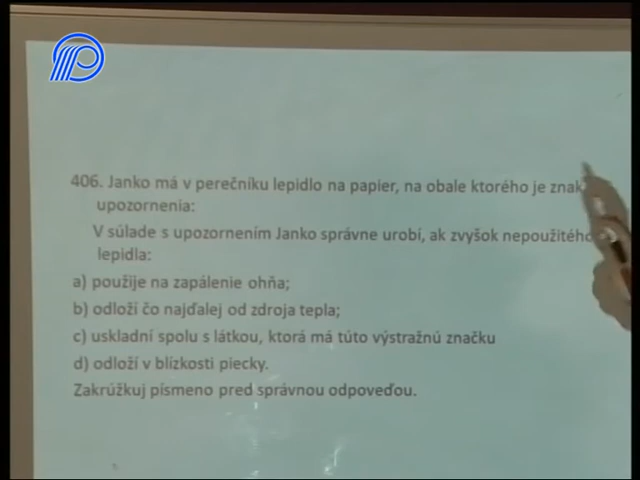 406. Janko má v perečníku lepidlo na papier, na obale ktorého je znak
upozornenia:
V súlade s upozornením Janko správne urobí, ak zvyšok nepoužitého
lepidla:
a) použije na zapálenie ohňa;
b) odloží čo najďalej od zdroja tepla;
c) uskladní spolu s látkou, ktorá má túto výstražnú značku
d) odloží v blízkosti piecky.
Zakrúžkuj písmeno pred správnou odpoveďou.